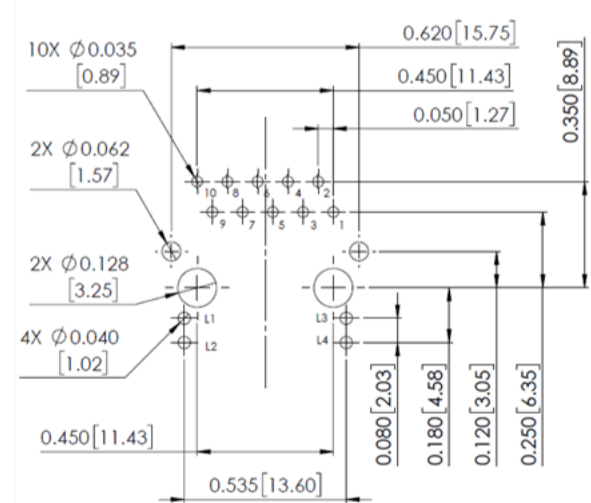 10X Ø0.035
[0.89]
0.620[15.75]
0.450[11.43]
0.050[1.27]
0.350[8.89]
2X Ø0.062
[1.57]
10 8 6 4 2
9 7 5 3 1
2X Ø0.128
[3.25]
L1 L3
4X Ø0.040
[1.02]
L2 L4
0.080[2.03]
0.180[4.58]
0.120[3.05]
0.250[6.35]
0.450[11.43]
0.535[13.60]